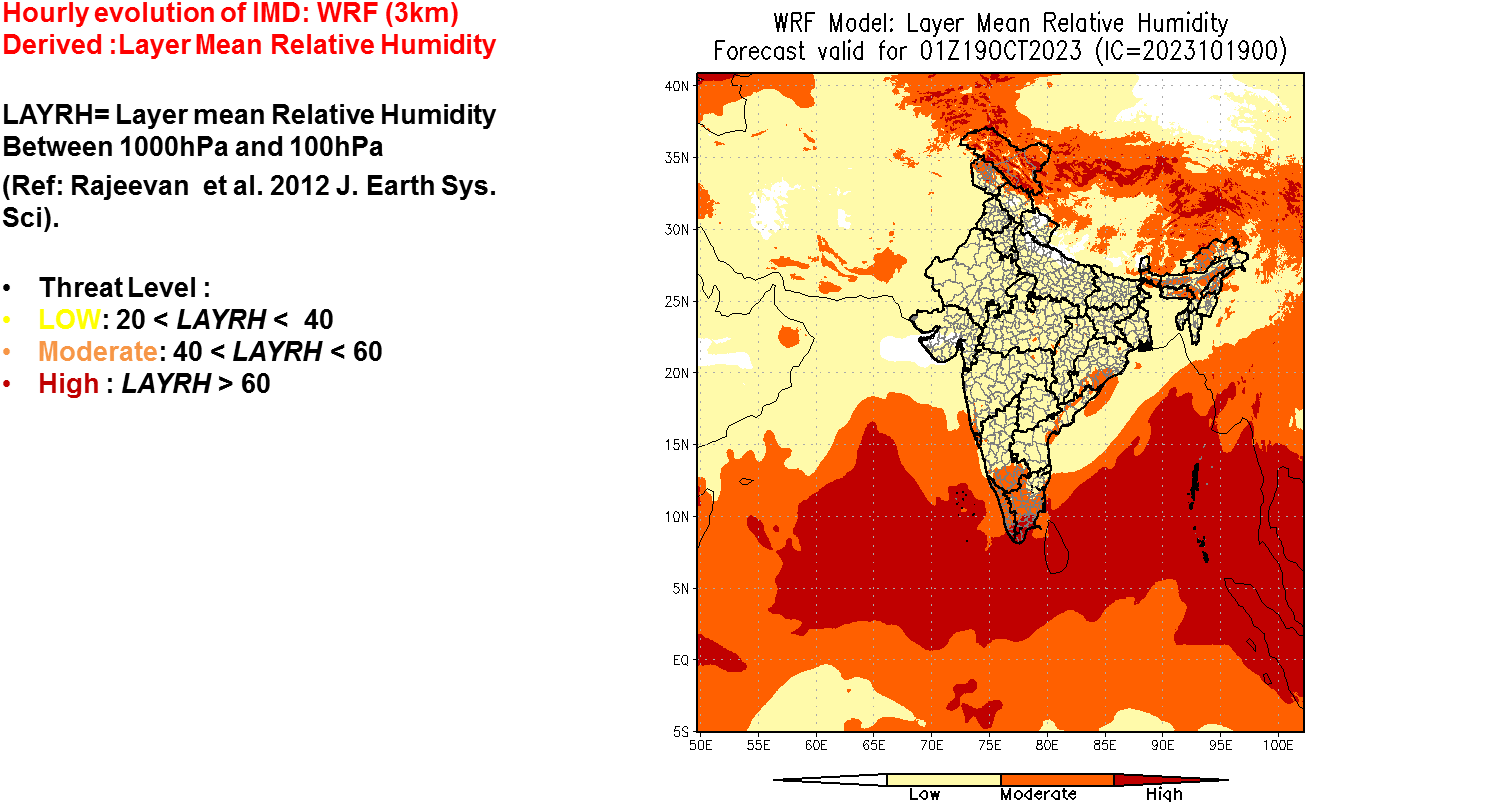 Hourly evolution of IMD: WRF (3km)
Derived :Layer Mean Relative Humidity
LAYRH= Layer mean Relative Humidity
Between 1000hPa and 100hPa
(Ref: Rajeevan et al. 2012 J. Earth Sys.
Sci).
• Threat Level :
• LOW: 20 < LAYRH < 40
• Moderate: 40 < LAYRH < 60
• High : LAYRH > 60
WRF Model: Layer Mean Relative Humidity
Forecast valid for 01Z19OCT2023 (IC=2023101900)
40N
35N
30N
25N
20N
15N
10N
5N
EQ
5S
50E 55E 60E 65E 70E 75E 80E 85E 90E 95E 100E
Low Moderate High